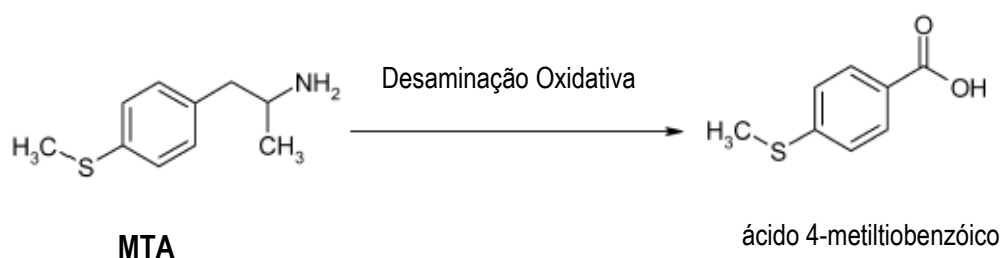 Desaminação Oxidativa
NH2
CH3
H3C
S
MTA
O
OH
H3C
S
ácido 4-metiltiobenzóico